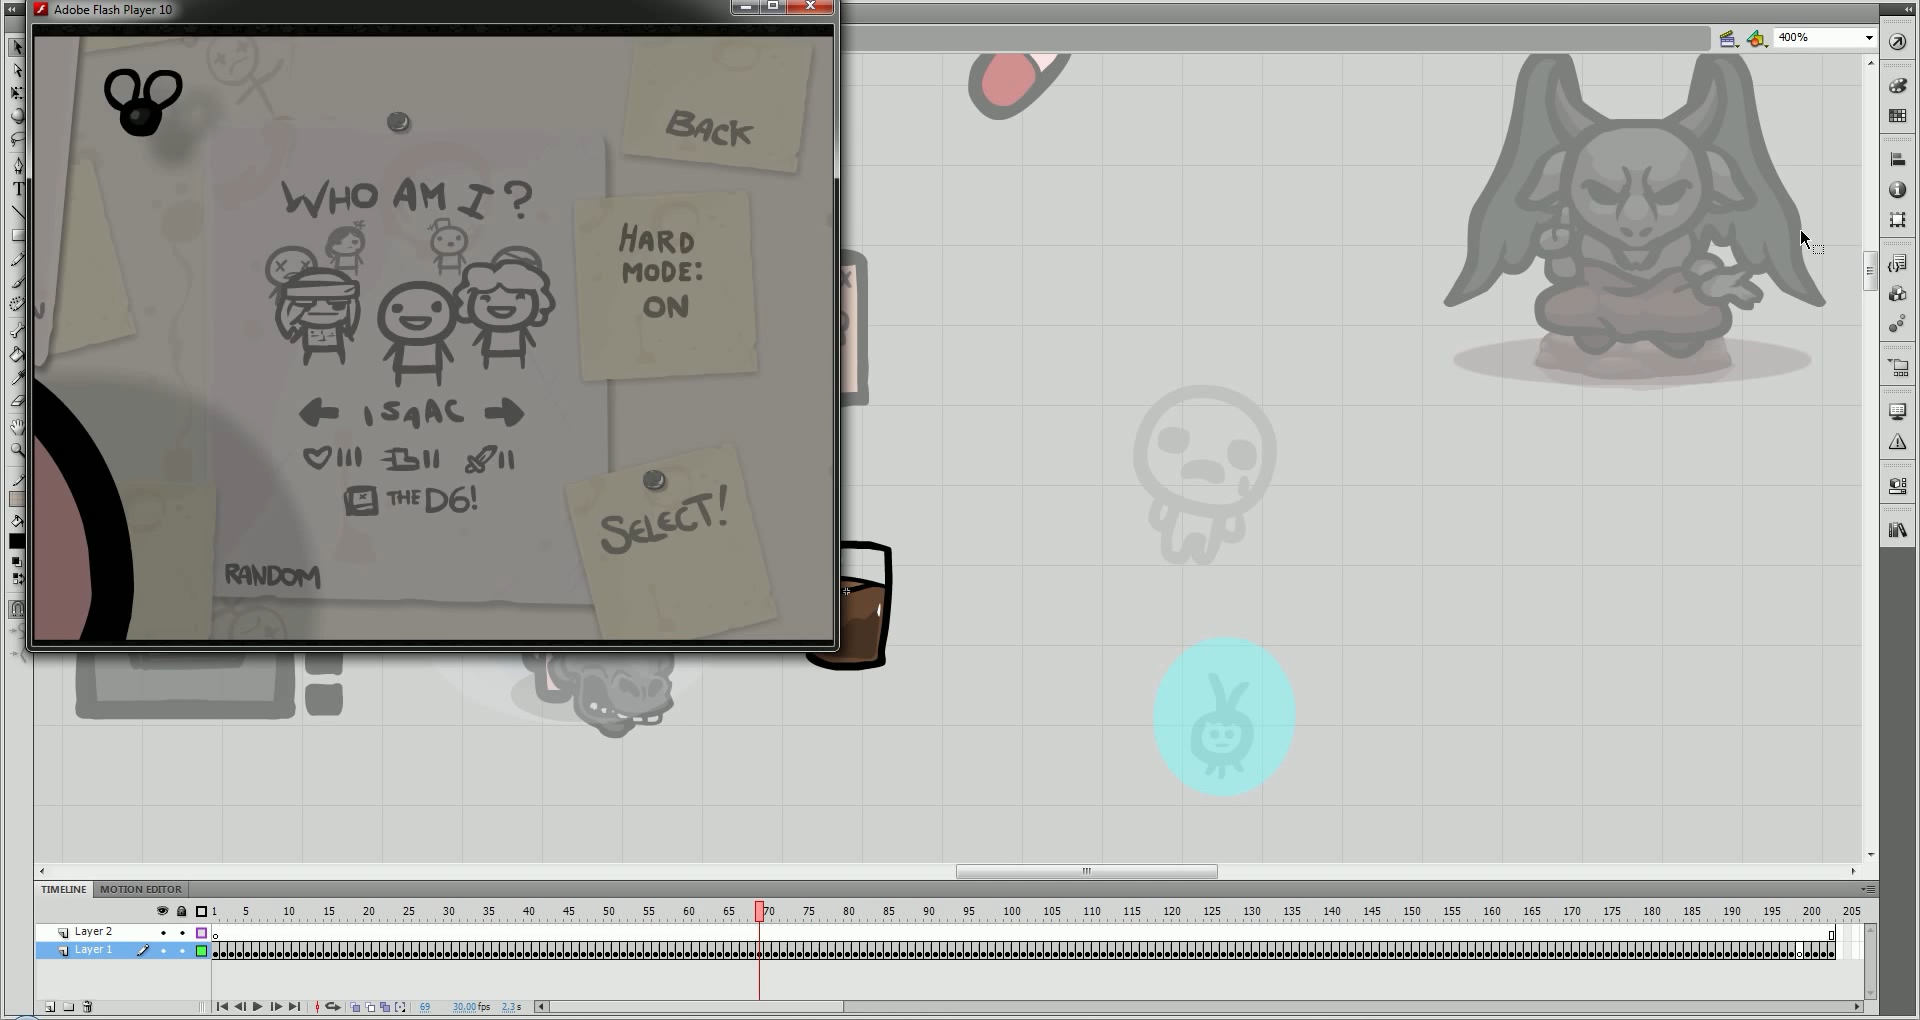 Adobe Flash Player 10
400%
BACK
WHO AM I?
HARD
MODE:
ON
ISAAC
THE D6!
SELECT!
RANDOM
TIMELINE
MOTION EDITOR
1 5 10 15 20 25 30 35 40 45 50 55 60 65 70 75 80 85 90 95 100 105 110 115 120 125 130 135 140 145 150 155 160 165 170 175 180 185 190 195 200 205
Layer 2
Layer 1
69 30.00 fps 2.3 s